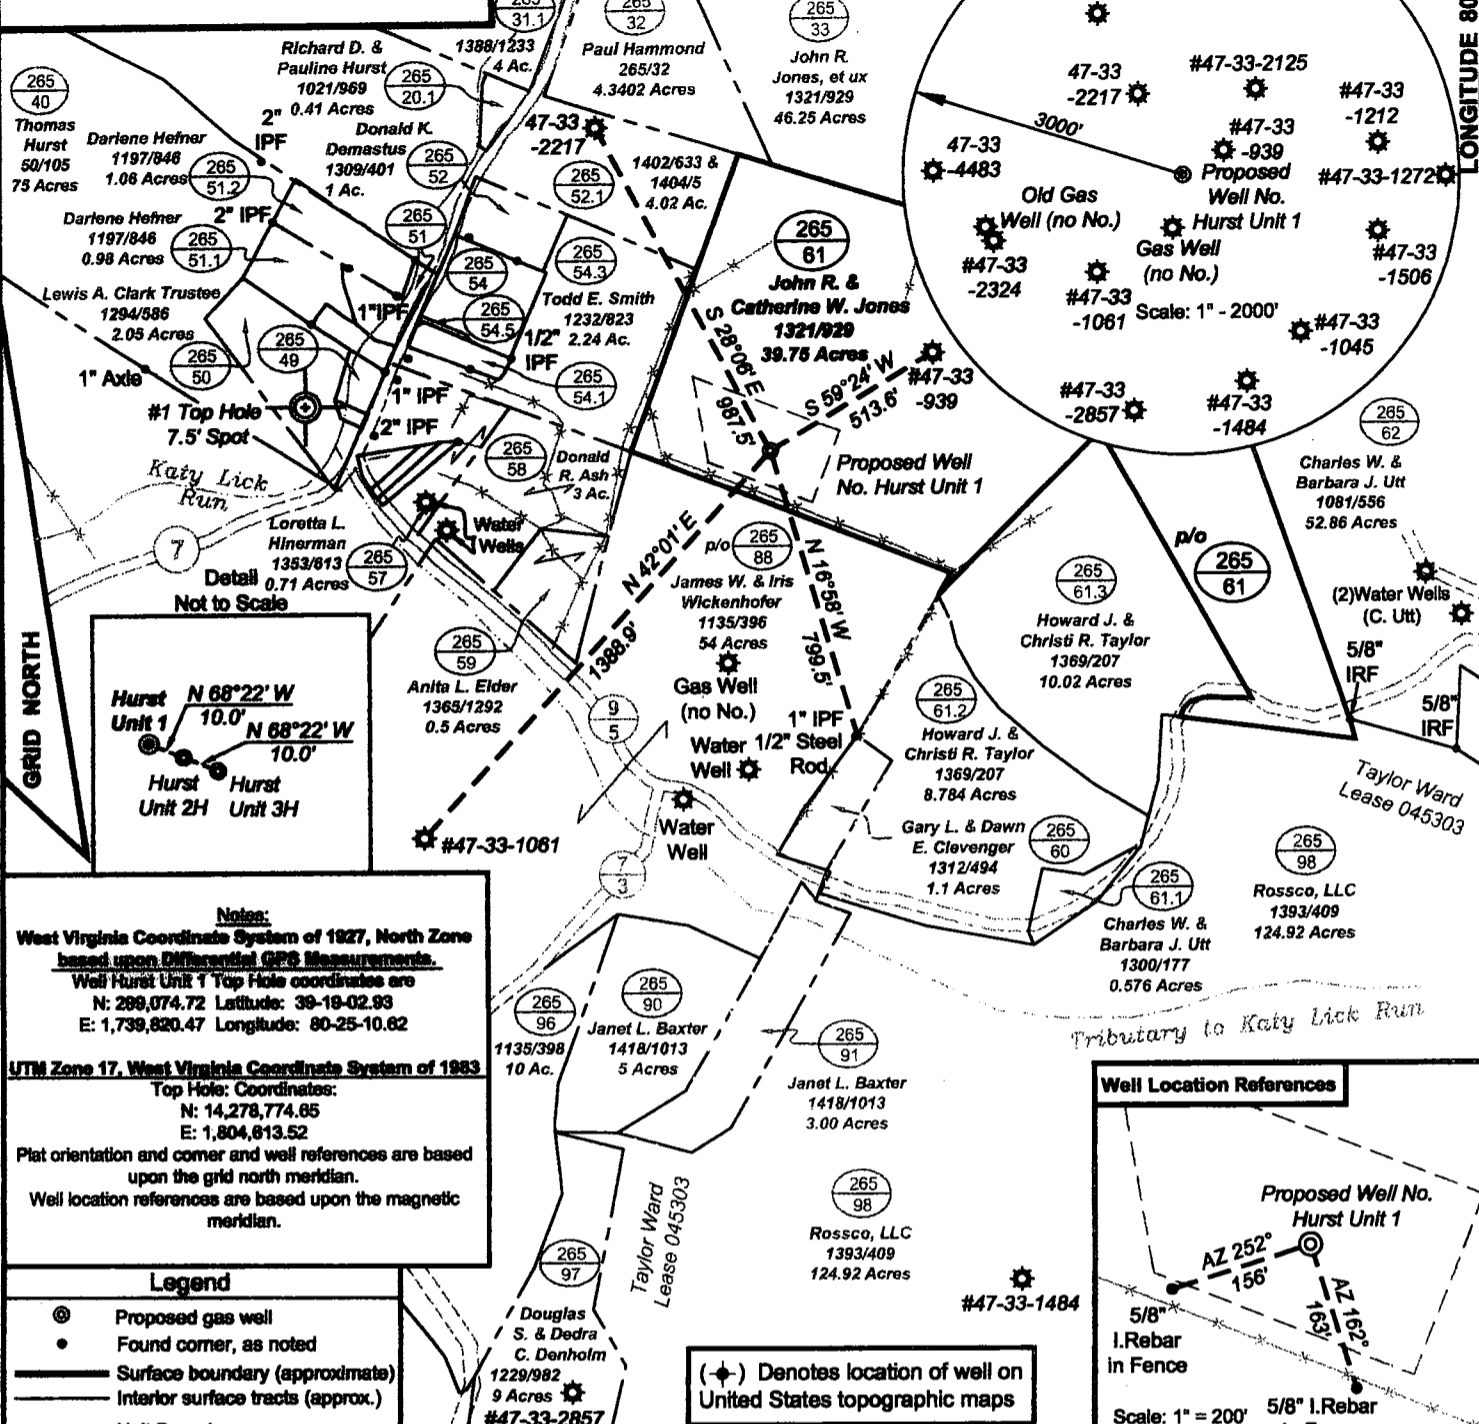 265
31.1
1388/1233
4 Ac.
265
32
Paul Hammond
265/32
4.3402 Acres
265
33
John R.
Jones, et ux
1321/929
46.25 Acres
LONGITUDE 80
265
40
Thomas
Hurst
50/105
75 Acres
Richard D. &
Pauline Hurst
1021/969
0.41 Acres
265
20.1
2"
IPF
Darlene Hefner
1197/846
1.06 Acres
265
51.2
2" IPF
Donald K.
Demastus
1309/401
1 Ac.
265
52
265
51
47-33
-2217
265
52.1
1402/633 &
1404/5
4.02 Ac.
Darlene Hefner
1197/846
0.98 Acres
265
51.1
Lewis A. Clark Trustee
1294/586
2.05 Acres
265
50
265
49
1" Axle
1"IPF
265
54
265
54.3
Todd E. Smith
1232/823
2.24 Ac.
265
54.5
1/2"
IPF
265
54.1
1" IPF
2" IPF
#1 Top Hole
7.5' Spot
265
61
John R. &
Catherine W. Jones
1321/929
39.75 Acres
S 28°06' E
987.5'
S 59°24' W
513.6'
#47-33
-939
Proposed Well
No. Hurst Unit 1
47-33
-2217
#47-33-2125
#47-33
-1212
3000'
47-33
-4483
#47-33
-939
Proposed
Well No.
Hurst Unit 1
#47-33-1272
Old Gas
Well (no No.)
#47-33
-2324
Gas Well
(no No.)
#47-33
-1061
Scale: 1" - 2000'
#47-33
-1506
#47-33
-1045
#47-33
-2857
#47-33
-1484
265
62
Charles W. &
Barbara J. Utt
1081/556
52.86 Acres
Katy Lick
Run
7
265
58
Donald
R. Ash
3 Ac.
Water
Wells
Loretta L.
Hinerman
1353/613
0.71 Acres
265
57
Detail
Not to Scale
N 42°01' E
1388.9'
p/o
265
88
James W. & Iris
Wickenhofer
1135/396
54 Acres
Gas Well
(no No.)
N 16°58' W
799.5'
265
61.3
Howard J. &
Christi R. Taylor
1369/207
10.02 Acres
p/o
265
61
(2)Water Wells
(C. Utt)
5/8"
IRF
5/8"
IRF
GRID NORTH
Hurst
Unit 1
N 68°22' W
10.0'
N 68°22' W
10.0'
Hurst
Unit 2H
Hurst
Unit 3H
265
59
Anita L. Elder
1365/1292
0.5 Acres
9
5
265
61.2
Howard J. &
Christi R. Taylor
1369/207
8.784 Acres
1" IPF
1/2" Steel
Rod
Water
Well
Water
Well
Taylor Ward
Lease 045303
#47-33-1061
7
3
Gary L. & Dawn
E. Clevenger
1312/494
1.1 Acres
265
60
265
61.1
Charles W. &
Barbara J. Utt
1300/177
0.576 Acres
265
98
Rossco, LLC
1393/409
124.92 Acres
Notes:
West Virginia Coordinate System of 1927, North Zone
based upon Differential GPS Measurements.
Well Hurst Unit 1 Top Hole coordinates are
N: 289,074.72 Latitude: 39-19-02.93
E: 1,739,820.47 Longitude: 80-25-10.62
UTM Zone 17, West Virginia Coordinate System of 1983
Top Hole: Coordinates:
N: 14,278,774.65
E: 1,804,613.52
Plat orientation and corner and well references are based
upon the grid north meridian.
Well location references are based upon the magnetic
meridian.
265
96
1135/398
10 Ac.
265
90
Janet L. Baxter
1418/1013
5 Acres
265
91
Janet L. Baxter
1418/1013
3.00 Acres
Tributary to Katy Lick Run
Taylor Ward
Lease 045303
265
98
Rossco, LLC
1393/409
124.92 Acres
#47-33-1484
265
97
Douglas
S. & Dedra
C. Denholm
1229/982
9 Acres
#47-33-2857
Legend
Proposed gas well
Found corner, as noted
Surface boundary (approximate)
Interior surface tracts (approx.)
( ) Denotes location of well on
United States topographic maps
Well Location References
Proposed Well No.
Hurst Unit 1
AZ 252°
156'
AZ 162°
163'
5/8"
I.Rebar
in Fence
5/8" I.Rebar
Scale: 1" = 200'